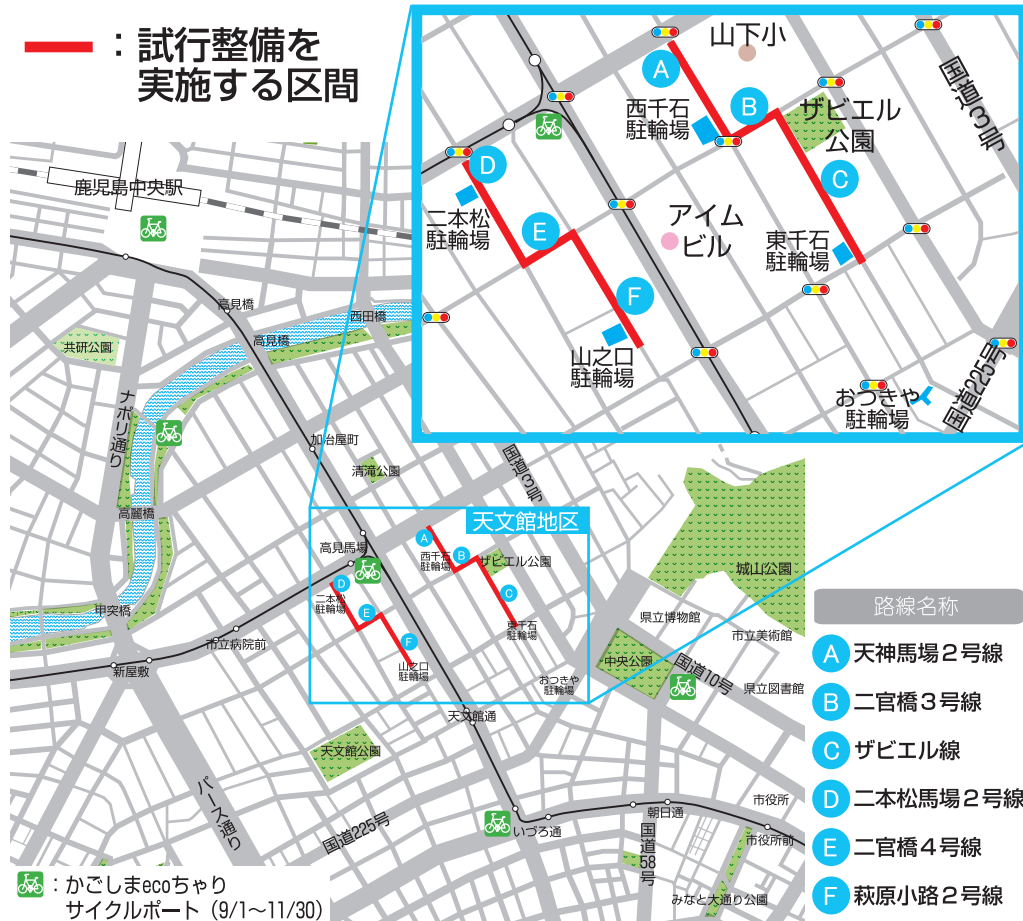 ：試行整備を
実施する区間
山下小
A
B
西千石
駐輪場
ザビエル
公園
国道3号
D
二本松
駐輪場
E
アイム
ビル
C
東千石
駐輪場
F
山之口
駐輪場
おつきや
駐輪場
国道225号
鹿児島中央駅
高見橋
高見橋
西田橋
共研公園
ナポリ通り
加治屋町
清滝公園
国道3号
高麗橋
天文館地区
高見馬場
A
西千石
駐輪場
B
ザビエル公園
C
東千石
駐輪場
D
二本松
駐輪場
E
F
山之口
駐輪場
おつきや
駐輪場
城山公園
県立博物館
市立美術館
中央公園
国道10号
県立図書館
甲突橋
市立病院前
新屋敷
天文館通
天文館公園
パース通り
国道225号
いづろ通
朝日通
市役所
市役所前
国道58号
みなと大通り公園
路線名称
A 天神馬場2号線
B 二官橋3号線
C ザビエル線
D 二本松馬場2号線
E 二官橋4号線
F 萩原小路2号線
：かごしまecoちゃり
サイクルポート（9/1～11/30）